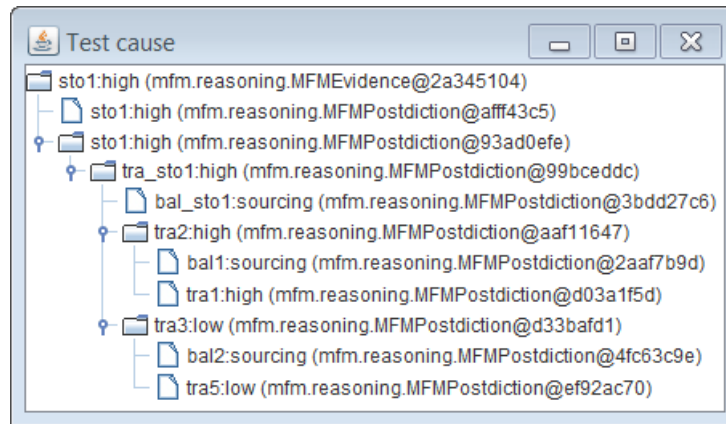 Test cause
sto1:high (mfm.reasoning.MFMEvidence@2a345104)
sto1:high (mfm.reasoning.MFMPostdiction@afff43c5)
sto1:high (mfm.reasoning.MFMPostdiction@93ad0efe)
tra_sto1:high (mfm.reasoning.MFMPostdiction@99bceddc)
bal_sto1:sourcing (mfm.reasoning.MFMPostdiction@3bdd27c6)
tra2:high (mfm.reasoning.MFMPostdiction@aaf11647)
bal1:sourcing (mfm.reasoning.MFMPostdiction@2aaf7b9d)
tra1:high (mfm.reasoning.MFMPostdiction@d03a1f5d)
tra3:low (mfm.reasoning.MFMPostdiction@d33bafd1)
bal2:sourcing (mfm.reasoning.MFMPostdiction@4fc63c9e)
tra5:low (mfm.reasoning.MFMPostdiction@ef92ac70)